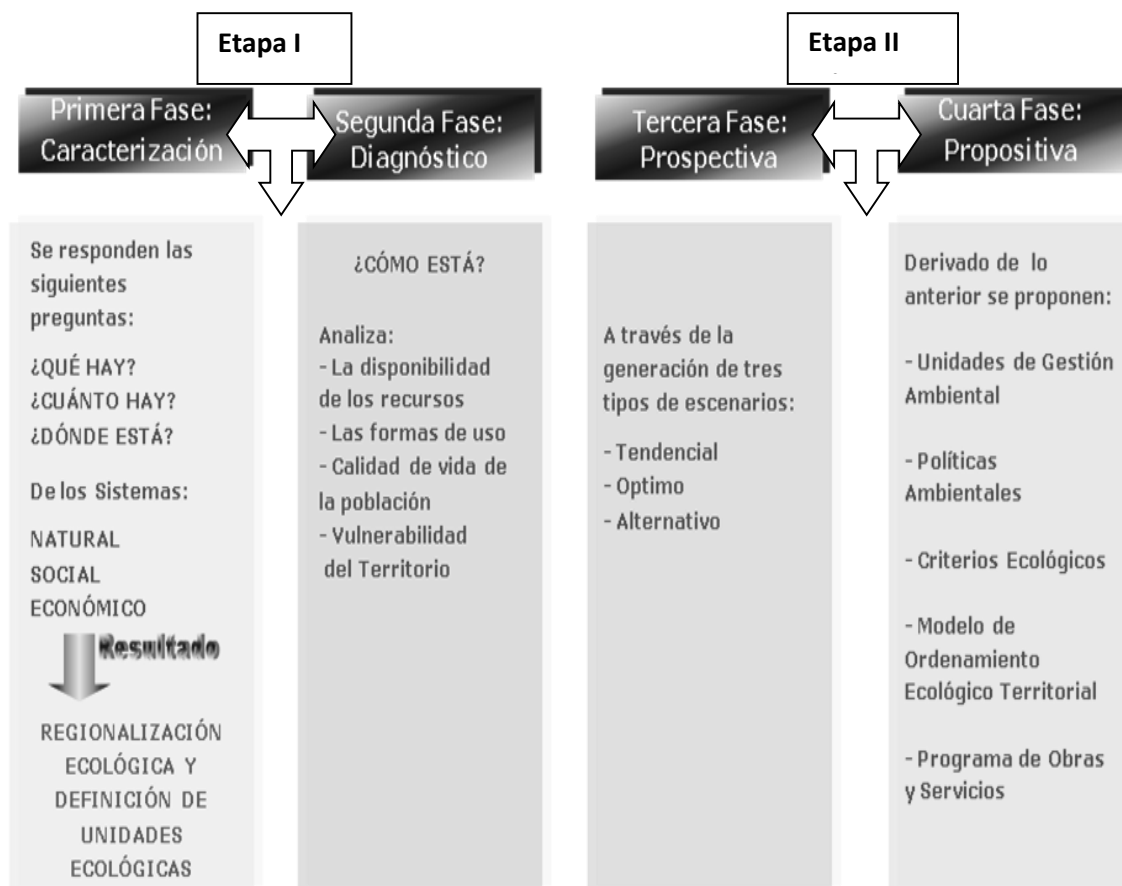 Etapa I
Etapa II
Primera Fase:
Caracterización
Segunda Fase:
Diagnóstico
Tercera Fase:
Prospectiva
Cuarta Fase:
Propositiva
Se responden las
siguientes
preguntas:
¿QUÉ HAY?
¿CUÁNTO HAY?
¿DÓNDE ESTÁ?
De los Sistemas:
NATURAL
SOCIAL
ECONÓMICO
Resultado
REGIONALIZACIÓN
ECOLÓGICA Y
DEFINICIÓN DE
UNIDADES
ECOLÓGICAS
¿CÓMO ESTÁ?
Analiza:
- La disponibilidad
de los recursos
- Las formas de uso
- Calidad de vida de
la población
- Vulnerabilidad
del Territorio
A través de la
generación de tres
tipos de escenarios:
- Tendencial
- Optimo
- Alternativo
Derivado de lo
anterior se proponen:
- Unidades de Gestión
Ambiental
- Políticas
Ambientales
- Criterios Ecológicos
- Modelo de
Ordenamiento
Ecológico Territorial
- Programa de Obras
y Servicios